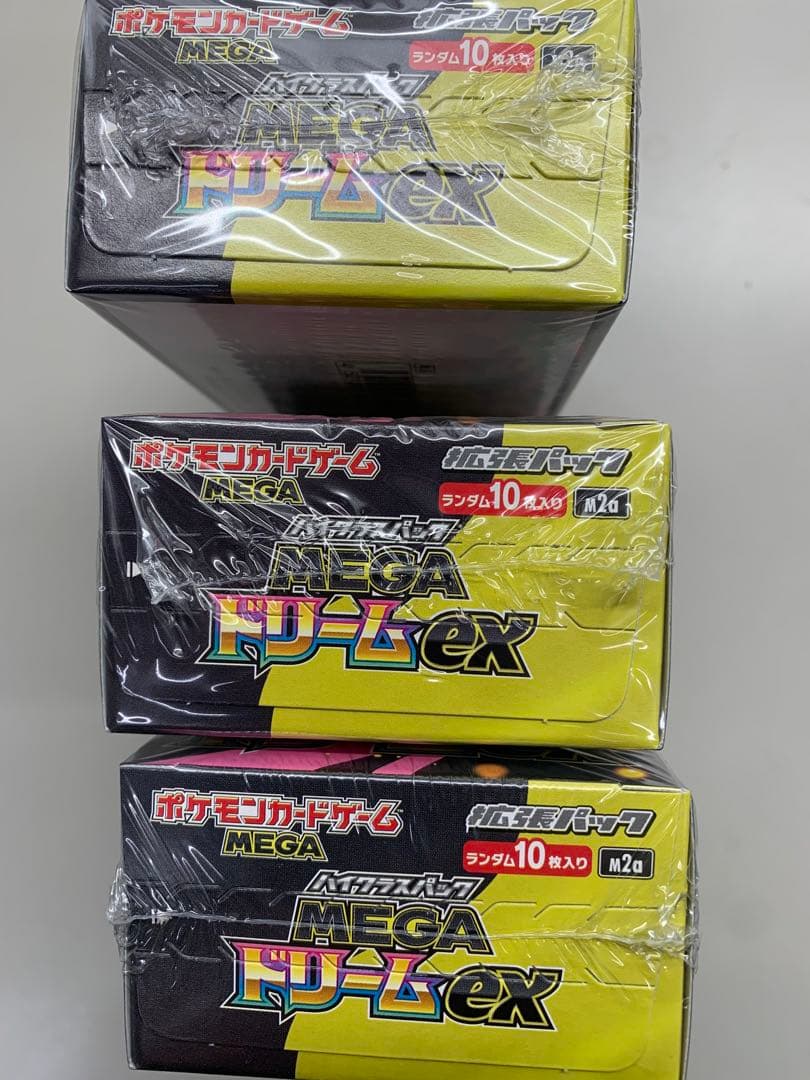 ポケモンカードゲーム 拡張パック
MEGA ランダム10枚入り
ハイクラスパック
MEGA
ドリームex
ポケモンカードゲーム 拡張パック
MEGA ランダム10枚入り M2a
ハイクラスパック
MEGA
ドリームex
ポケモンカードゲーム 拡張パック
MEGA ランダム10枚入り M2a
ハイクラスパック
MEGA
ドリームex